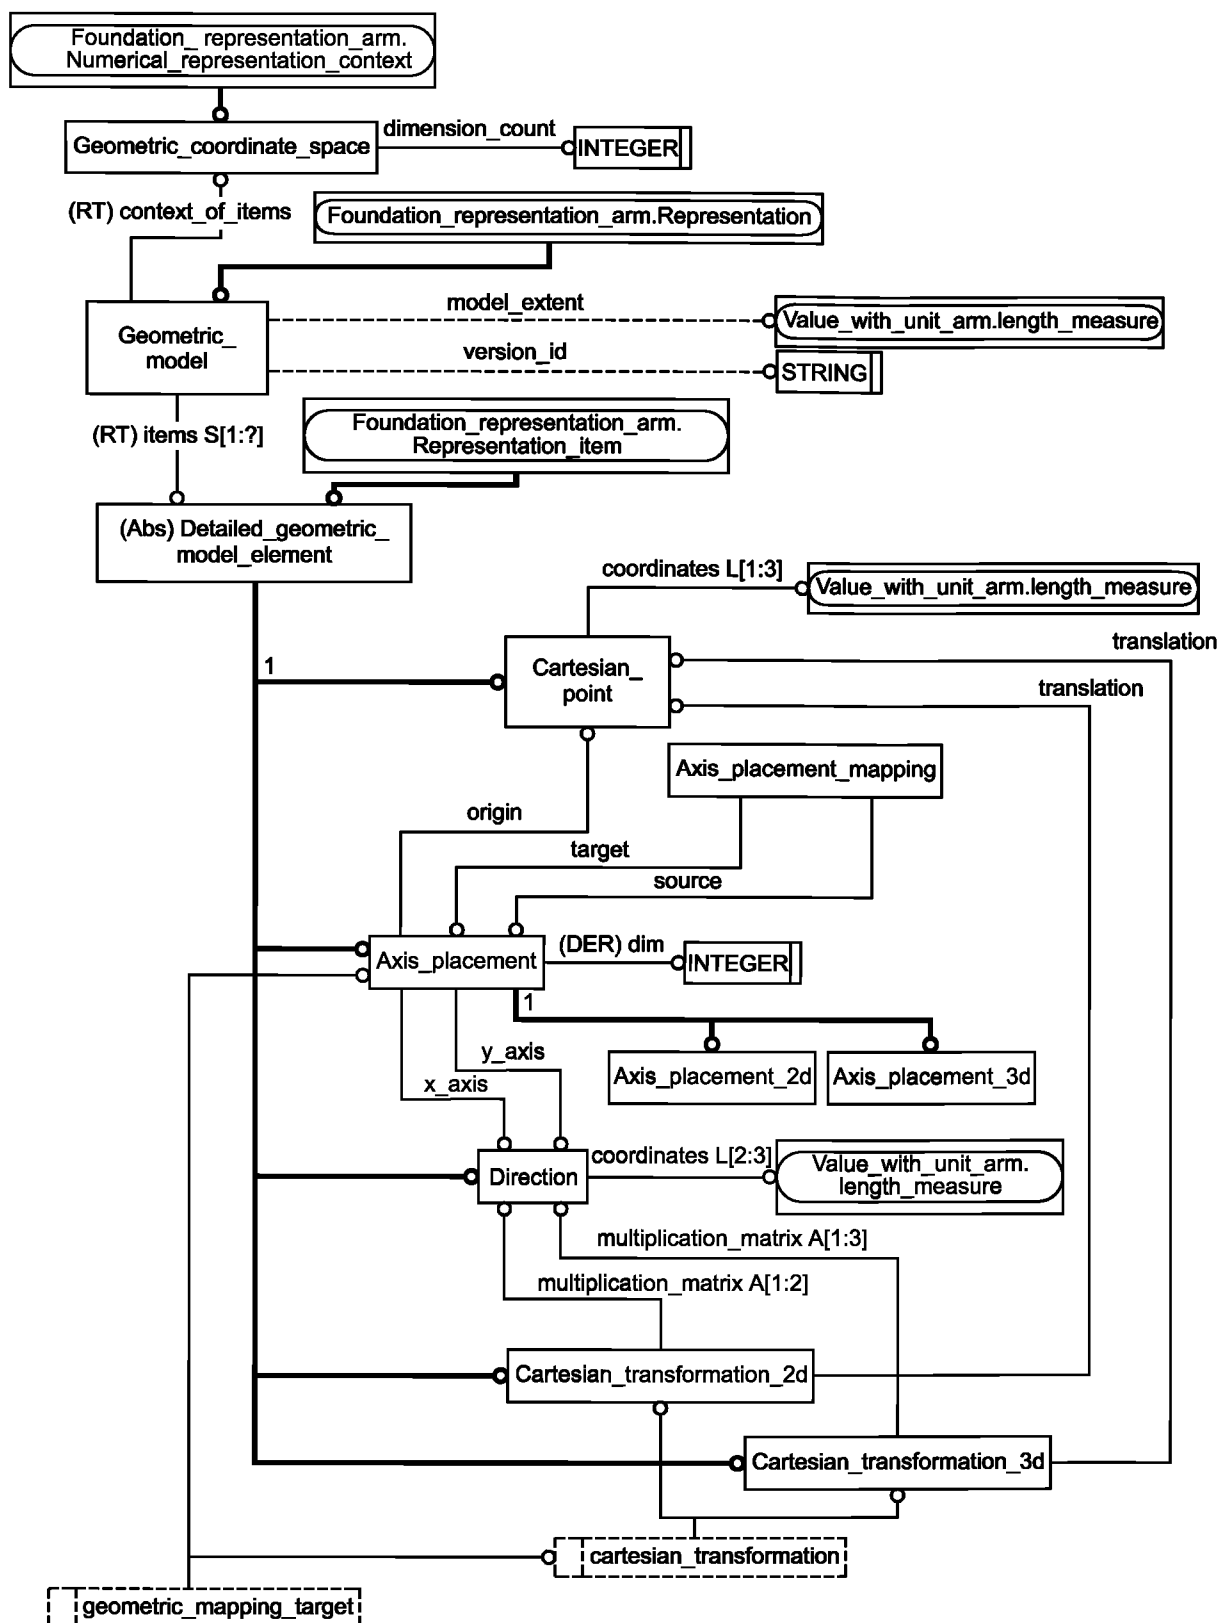 Foundation_ representation_arm.
Numerical_representation_context
dimension_count
Geometric_coordinate_space
INTEGER
(RT) context_of_items
Foundation_representation_arm.Representation
model_extent
Geometric_
model
Value_with_unit_arm.length_measure
version_id
STRING
(RT) items S[1:?]
Foundation_representation_arm.
Representation_item
(Abs) Detailed_geometric_
model_element
coordinates L[1:3]
Value_with_unit_arm.length_measure
translation
1
Cartesian_
point
translation
Axis_placement_mapping
origin
target
source
(DER) dim
Axis_placement
INTEGER
1
y_axis
x_axis
Axis_placement_2d
Axis_placement_3d
coordinates L[2:3]
Direction
Value_with_unit_arm.
length_measure
multiplication_matrix A[1:3]
multiplication_matrix A[1:2]
Cartesian_transformation_2d
Cartesian_transformation_3d
cartesian_transformation
geometric_mapping_target